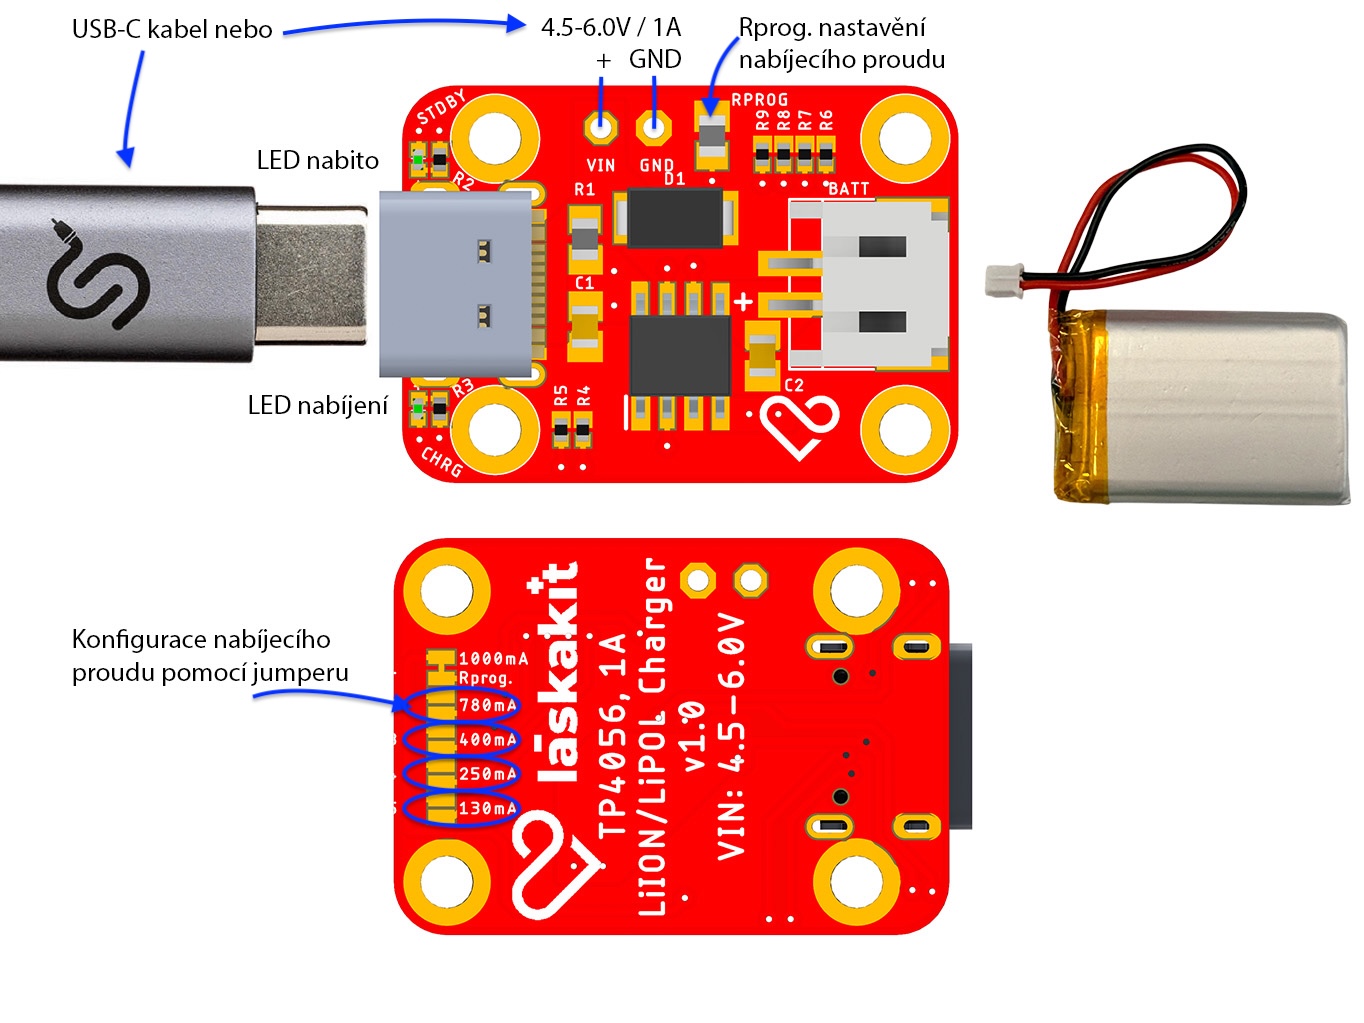 USB-C kabel nebo
4.5-6.0V / 1A
+ GND
Rprog. nastavění
nabíjecího proudu
STDBY
RPROG
R9
R8
R7
R6
LED nabito
VIN
GND
D1
R2
R1
BATT
C1
+
LED nabíjení
R3
R5
R4
C2
CHRG
Konfigurace nabíjecího
proudu pomocí jumperu
1000mA
Rprog.
780mA
400mA
250mA
130mA
láskakit
TP4056, 1A
LiION/LiPOL Charger
v1.0
VIN: 4.5-6.0V